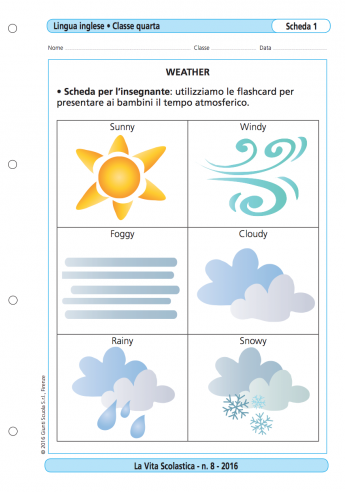 Lingua inglese • Classe quarta
Scheda 1
Nome Classe Data
WEATHER
• Scheda per l'insegnante: utilizziamo le flashcard per
presentare ai bambini il tempo atmosferico.
Sunny
Windy
Foggy
Cloudy
Rainy
Snowy
© 2016 Giunti Scuola S.r.l., Firenze
La Vita Scolastica - n. 8 - 2016